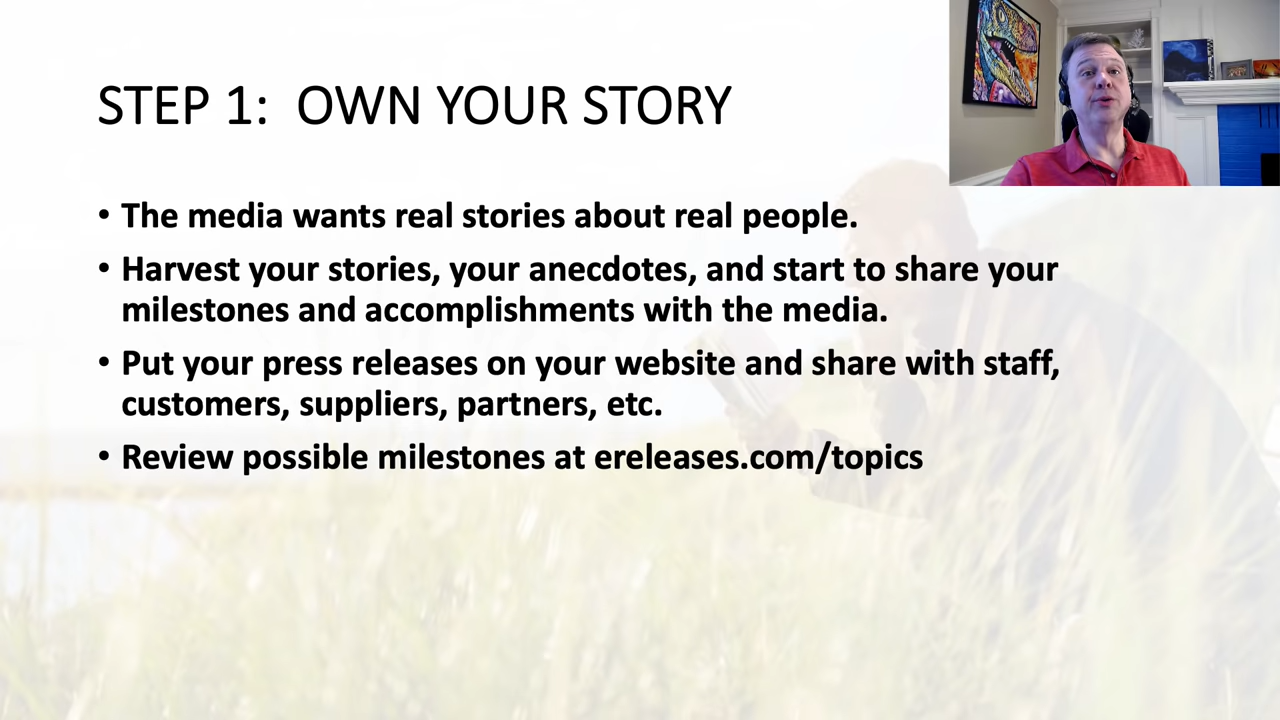 STEP 1: OWN YOUR STORY
• The media wants real stories about real people.
• Harvest your stories, your anecdotes, and start to share your
milestones and accomplishments with the media.
• Put your press releases on your website and share with staff,
customers, suppliers, partners, etc.
• Review possible milestones at ereleases.com/topics